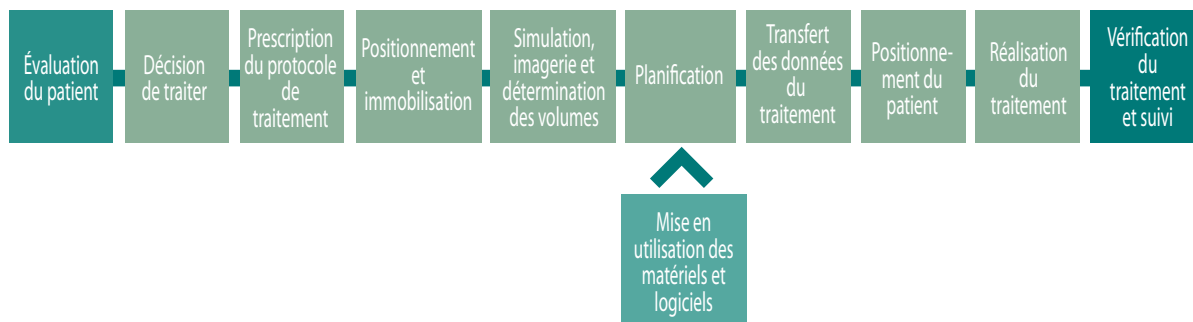 Évaluation
du patient
Décision
de traiter
Prescription
du protocole
de
traitement
Positionnement
et
immobilisation
Simulation,
imagerie et
détermination
des volumes
Planification
Transfert
des données
du
traitement
Positionne-
ment du
patient
Réalisation
du
traitement
Vérification
du
traitement
et suivi
Mise en
utilisation des
matériels et
logiciels